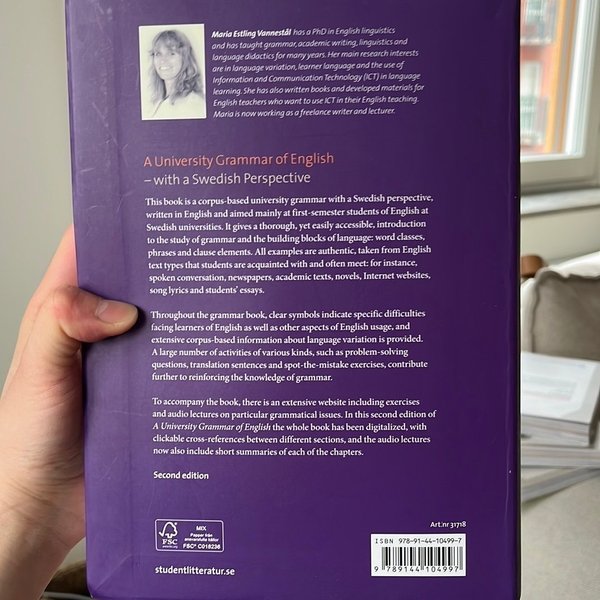 Maria Estling Vannestål has a PhD in English linguistics
and has taught grammar, academic writing, linguistics and
language didactics for many years. Her main research interests
are in language variation, learner language and the use of
Information and Communication Technology (ICT) in language
learning. She has also written books and developed materials for
English teachers who want to use ICT in their English teaching.
Maria is now working as a freelance writer and lecturer.
A University Grammar of English
– with a Swedish Perspective
This book is a corpus-based university grammar with a Swedish perspective,
written in English and aimed mainly at first-semester students of English at
Swedish universities. It gives a thorough, yet easily accessible, introduction
to the study of grammar and the building blocks of language: word classes,
phrases and clause elements. All examples are authentic, taken from English
text types that students are acquainted with and often meet: for instance,
spoken conversation, newspapers, academic texts, novels, Internet websites,
song lyrics and students' essays.
Throughout the grammar book, clear symbols indicate specific difficulties
facing learners of English as well as other aspects of English usage, and
extensive corpus-based information about language variation is provided.
A large number of activities of various kinds, such as problem-solving
questions, translation sentences and spot-the-mistake exercises, contribute
further to reinforcing the knowledge of grammar.
To accompany the book, there is an extensive website including exercises
and audio lectures on particular grammatical issues. In this second edition of
A University Grammar of English the whole book has been digitalized, with
clickable cross-references between different sections, and the audio lectures
now also include short summaries of each of the chapters.
Second edition
Art.nr 31718
FSC
www.fsc.org
MIX
Papper från
ansvarsfulla källor
FSC® C018236
studentlitteratur.se
ISBN 978-91-44-10499-7
9 789144 104997